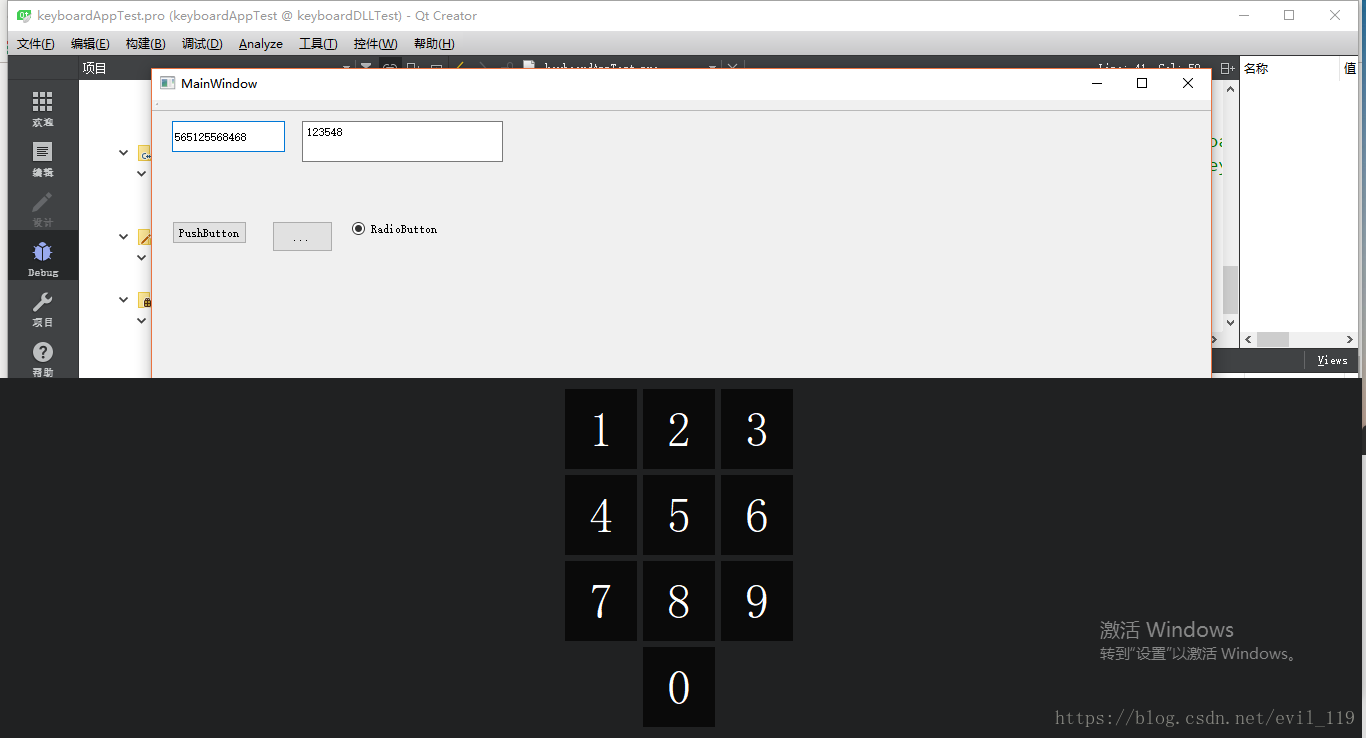 keyboardAppTest.pro (keyboardAppTest @ keyboardDLLTest) - Qt Creator
文件(F) 编辑(E) 构建(B) 调试(D) Analyze 工具(T) 控件(W) 帮助(H)
项目
名称 值
MainWindow
欢迎
编辑
设计
Debug
项目
帮助
565125568468
123548
PushButton
...
RadioButton
Views
1 2 3
4 5 6
7 8 9
0
激活 Windows
转到“设置”以激活 Windows。
https://blog.csdn.net/evil_119